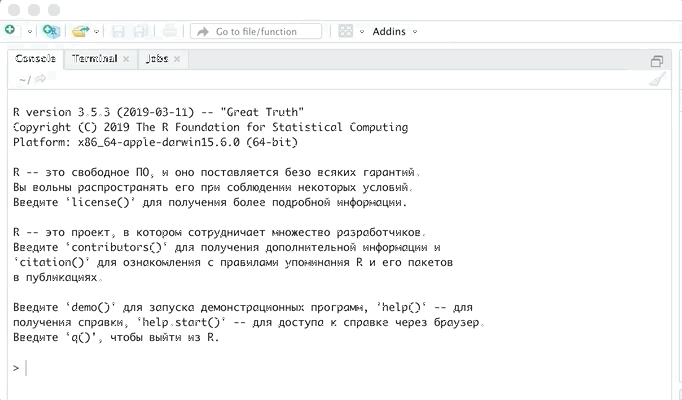 Go to file/function
Addins
Console Terminal Jobs
~/
R version 3.5.3 (2019-03-11) -- "Great Truth"
Copyright (C) 2019 The R Foundation for Statistical Computing
Platform: x86_64-apple-darwin15.6.0 (64-bit)
R -- это свободное ПО, и оно поставляется безо всяких гарантий.
Вы вольны распространять его при соблюдении некоторых условий.
Введите 'license()' для получения более подробной информации.
R -- это проект, в котором сотрудничает множество разработчиков.
Введите 'contributors()' для получения дополнительной информации и
'citation()' для ознакомления с правилами упоминания R и его пакетов
в публикациях.
Введите 'demo()' для запуска демонстрационных программ, 'help()' -- для
получения справки, 'help.start()' -- для доступа к справке через браузер.
Введите 'q()', чтобы выйти из R.
>